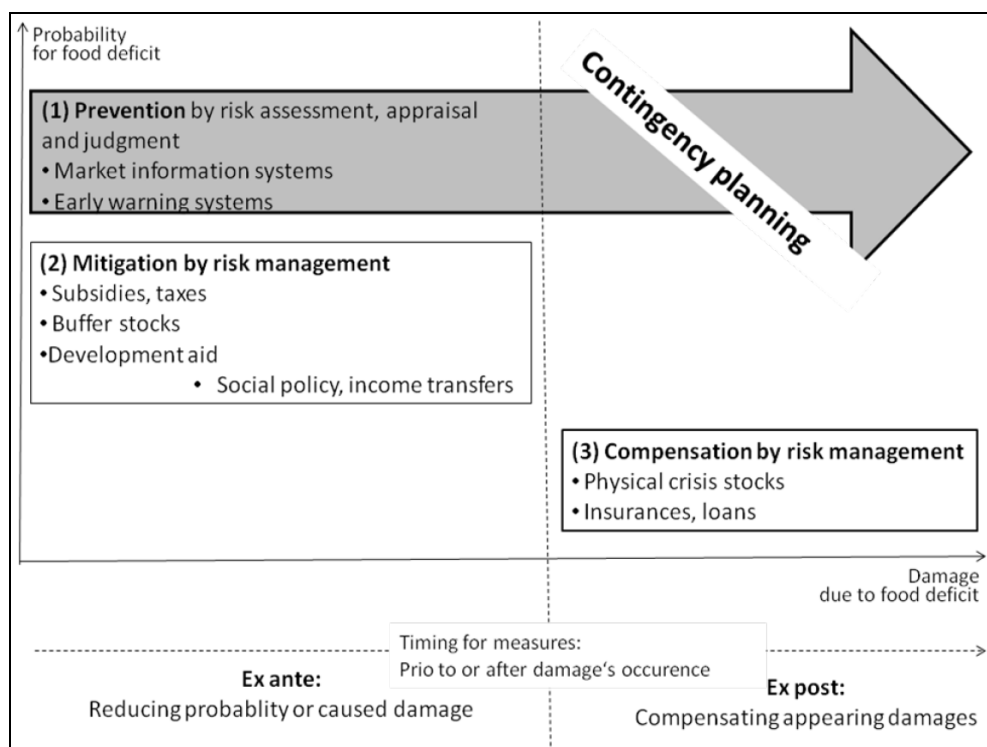 Probability
for food deficit
(1) Prevention by risk assessment, appraisal
and judgment
• Market information systems
• Early warning systems
Contingency planning
(2) Mitigation by risk management
• Subsidies, taxes
• Buffer stocks
•Development aid
• Social policy, income transfers
(3) Compensation by risk management
• Physical crisis stocks
• Insurances, loans
Damage
due to food deficit
Timing for measures:
Prio to or after damage‘s occurence
Ex ante:
Reducing probablity or caused damage
Ex post:
Compensating appearing damages